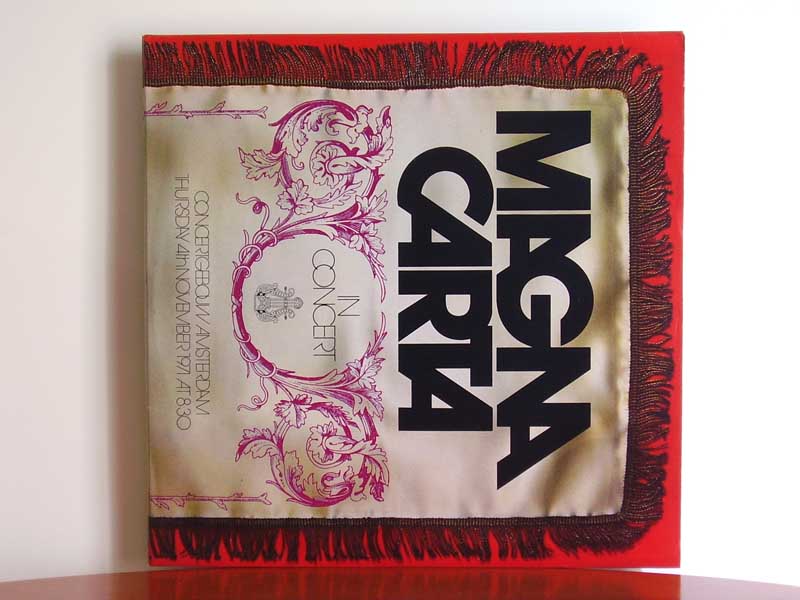 MAGNA
CARTA
IN
CONCERT
CONCERTGEBOUW AMSTERDAM
THURSDAY 4th NOVEMBER 1971 AT 8.30